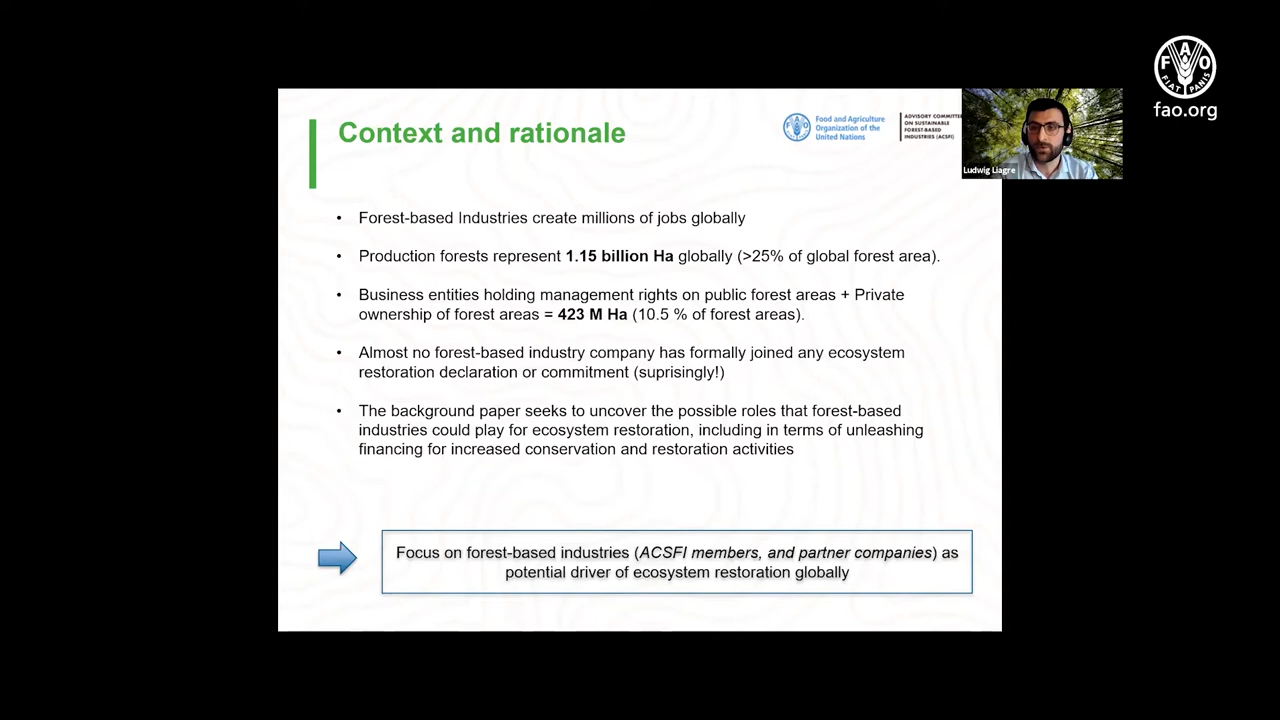 FAO
FIAT PANIS
fao.org
Context and rationale
Food and Agriculture
Organization of the
United Nations
ADVISORY COMMITTE
ON SUSTAINABLE
FOREST-BASED
INDUSTRIES (ACSFI)
Ludwig Liagre
• Forest-based Industries create millions of jobs globally
• Production forests represent 1.15 billion Ha globally (>25% of global forest area).
• Business entities holding management rights on public forest areas + Private
ownership of forest areas = 423 M Ha (10.5 % of forest areas).
• Almost no forest-based industry company has formally joined any ecosystem
restoration declaration or commitment (suprisingly!)
• The background paper seeks to uncover the possible roles that forest-based
industries could play for ecosystem restoration, including in terms of unleashing
financing for increased conservation and restoration activities
Focus on forest-based industries (ACSFI members, and partner companies) as
potential driver of ecosystem restoration globally